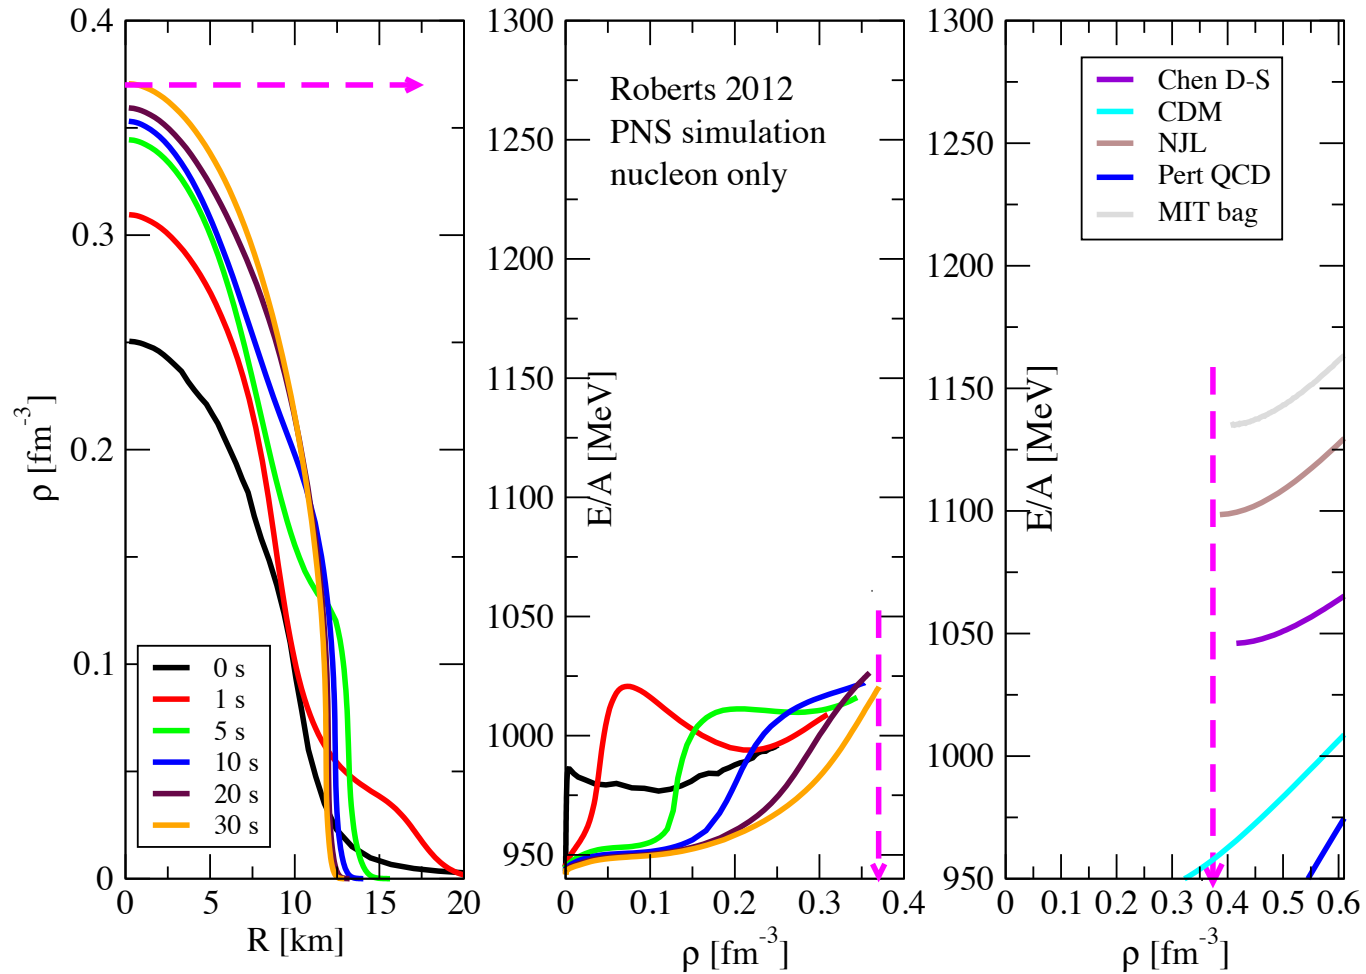 0.4
0.3
0.2
0.1
0
ρ [fm⁻³]
0 s
1 s
5 s
10 s
20 s
30 s
0 5 10 15 20
R [km]
1300
1250
1200
1150
1100
1050
1000
950
E/A [MeV]
Roberts 2012
PNS simulation
nucleon only
0 0.1 0.2 0.3 0.4
ρ [fm⁻³]
1300
1250
1200
1150
1100
1050
1000
950
E/A [MeV]
Chen D-S
CDM
NJL
Pert QCD
MIT bag
0 0.1 0.2 0.3 0.4 0.5 0.6
ρ [fm⁻³]